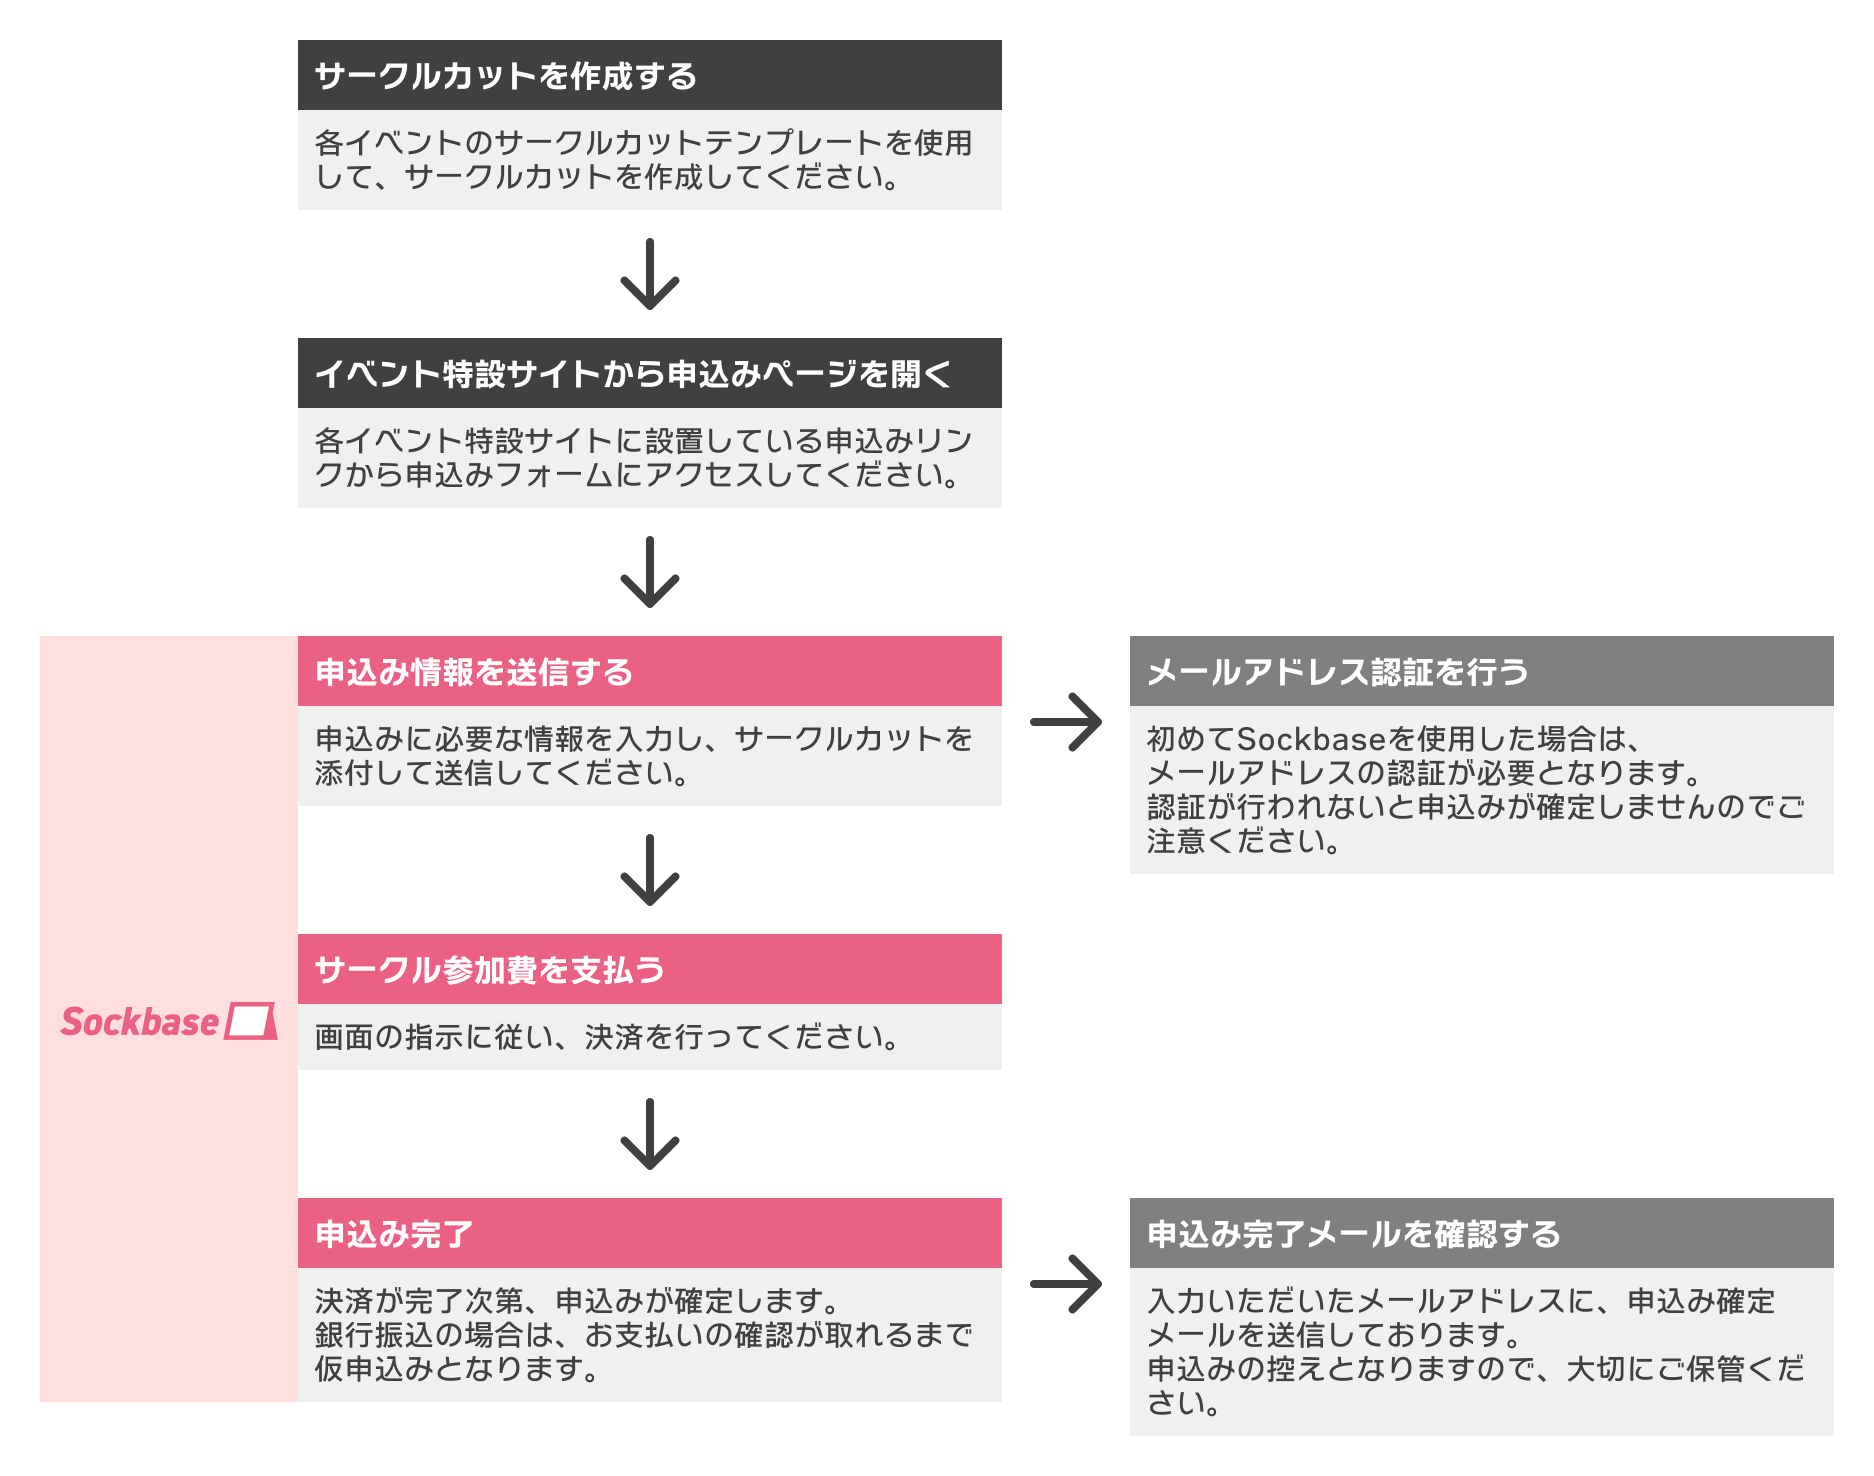 サークルカットを作成する
各イベントのサークルカットテンプレートを使用
して、サークルカットを作成してください。
イベント特設サイトから申込みページを開く
各イベント特設サイトに設置している申込みリン
クから申込みフォームにアクセスしてください。
申込み情報を送信する
申込みに必要な情報を入力し、サークルカットを
添付して送信してください。
メールアドレス認証を行う
初めてSockbaseを使用した場合は、
メールアドレスの認証が必要となります。
認証が行われないと申込みが確定しませんのでご
注意ください。
サークル参加費を支払う
画面の指示に従い、決済を行ってください。
Sockbase
申込み完了
決済が完了次第、申込みが確定します。
銀行振込の場合は、お支払いの確認が取れるまで
仮申込みとなります。
申込み完了メールを確認する
入力いただいたメールアドレスに、申込み確定
メールを送信しております。
申込みの控えとなりますので、大切にご保管くだ
さい。